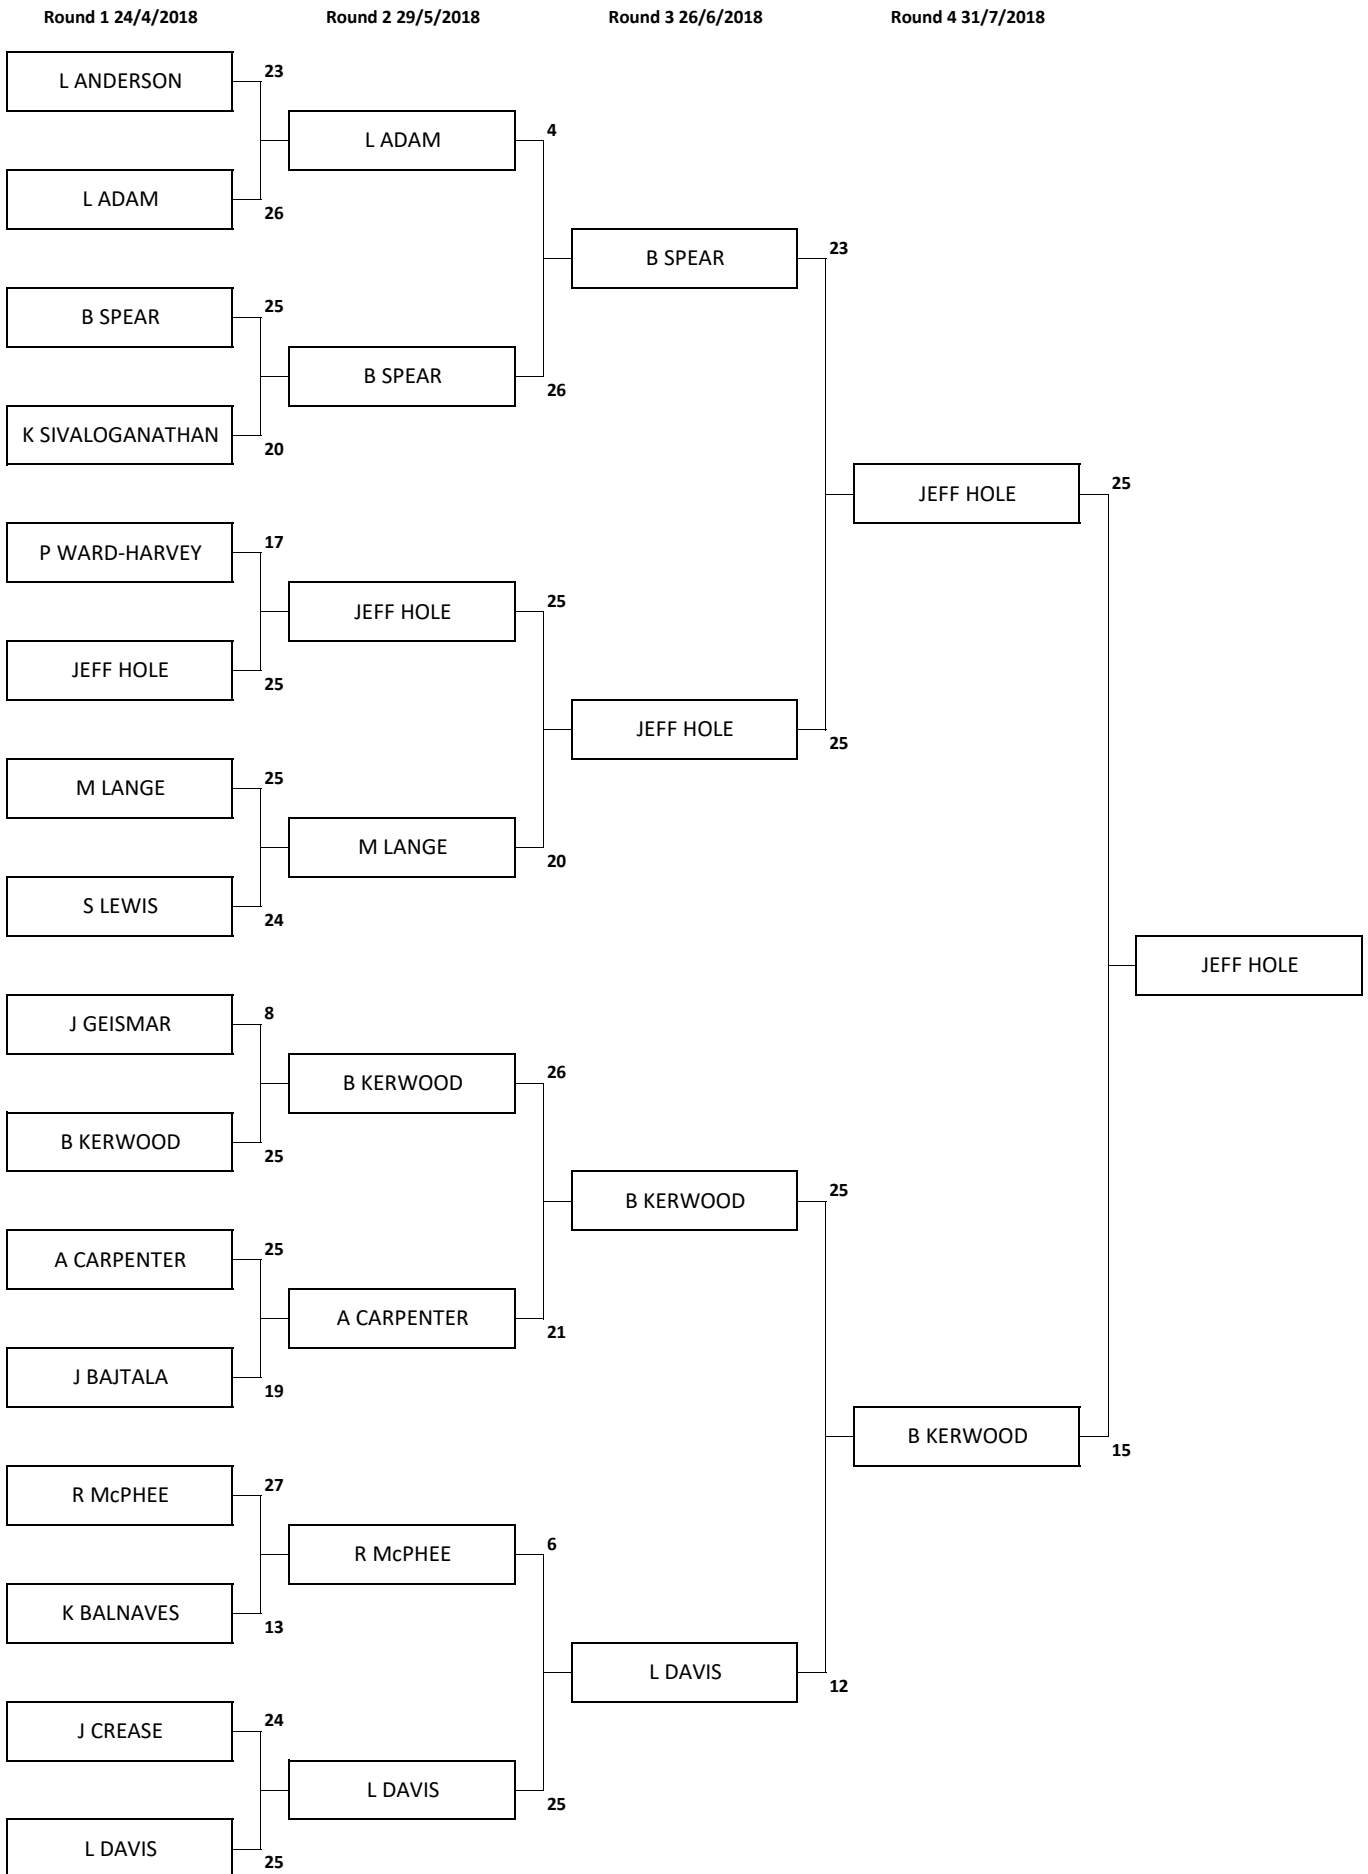 Round 1 24/4/2018 Round 2 29/5/2018 Round 3 26/6/2018 Round 4 31/7/2018
L ANDERSON 23
L ADAM 4
L ADAM 26
B SPEAR 23
B SPEAR 25
B SPEAR 26
K SIVALOGANATHAN 20
JEFF HOLE 25
P WARD-HARVEY 17
JEFF HOLE 25
JEFF HOLE 25
JEFF HOLE 25
M LANGE 25
M LANGE 20
S LEWIS 24
JEFF HOLE
J GEISMAR 8
B KERWOOD 26
B KERWOOD 25
B KERWOOD 25
A CARPENTER 25
A CARPENTER 21
J BAJTALA 19
B KERWOOD 15
R McPHEE 27
R McPHEE 6
K BALNAVES 13
L DAVIS 12
J CREASE 24
L DAVIS 25
L DAVIS 25